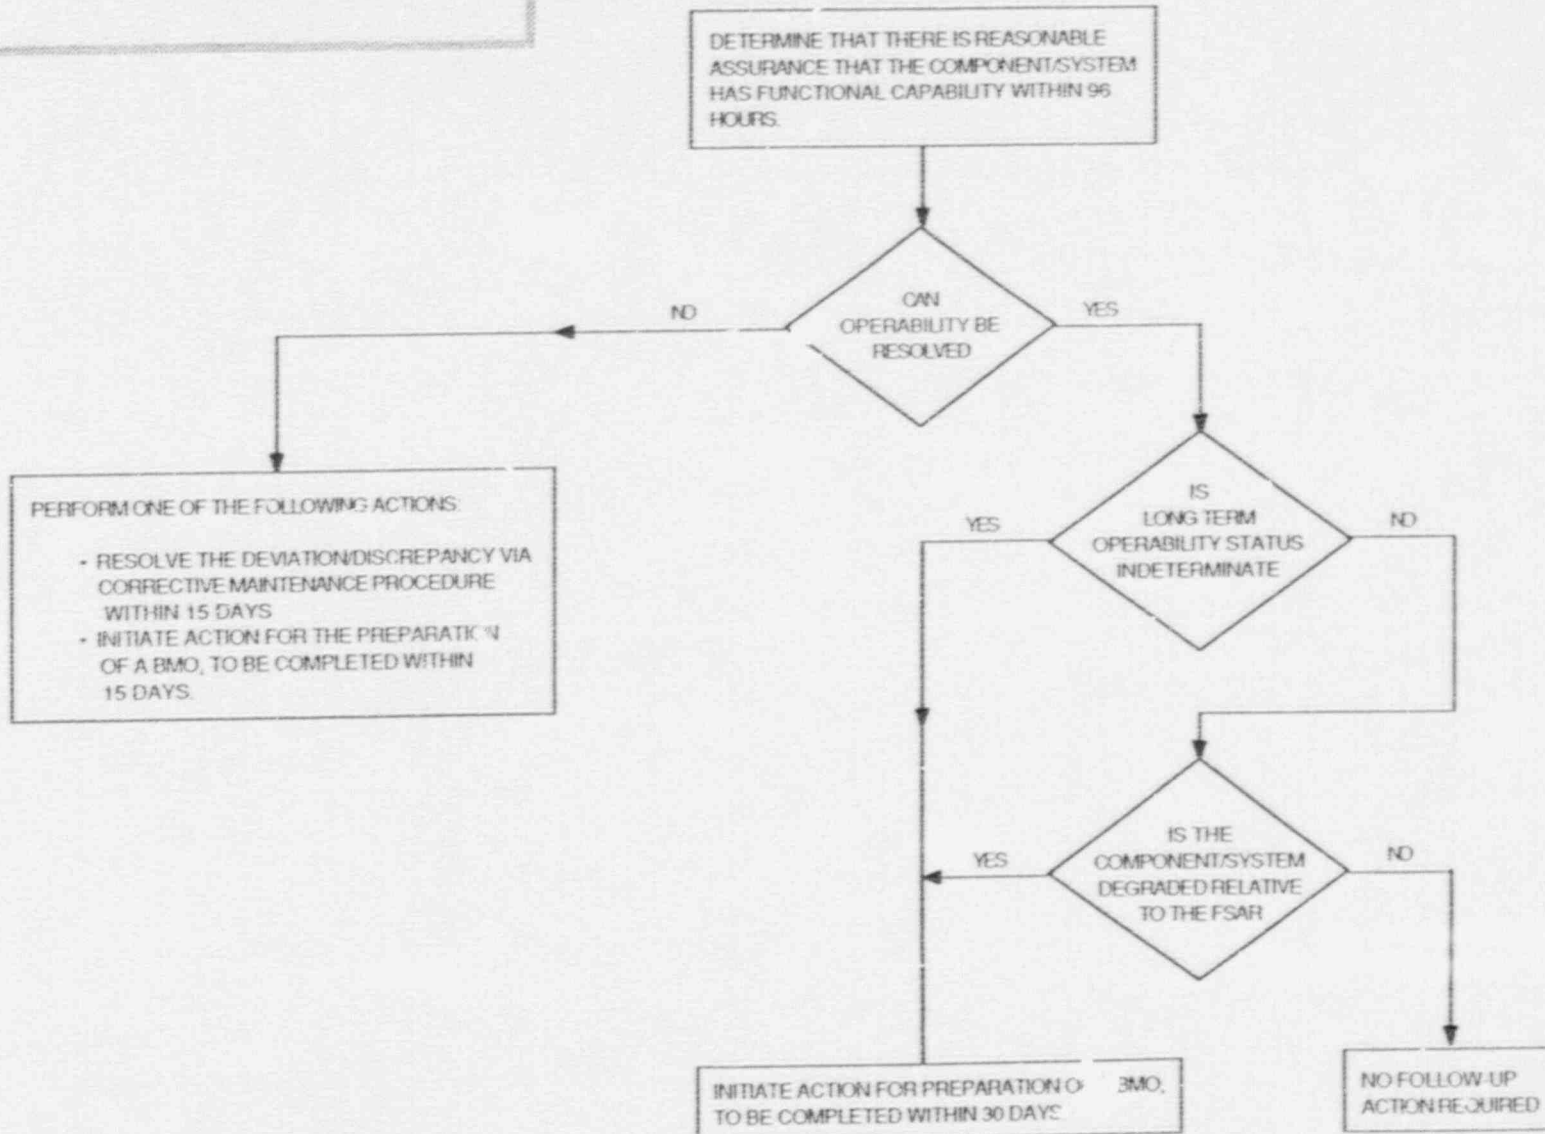 DETERMINE THAT THERE IS REASONABLE
ASSURANCE THAT THE COMPONENT/SYSTEM
HAS FUNCTIONAL CAPABILITY WITHIN 96
HOURS.
CAN
OPERABILITY BE
RESOLVED
NO
YES
PERFORM ONE OF THE FOLLOWING ACTIONS:
• RESOLVE THE DEVIATION/DISCREPANCY VIA
CORRECTIVE MAINTENANCE PROCEDURE
WITHIN 15 DAYS
• INITIATE ACTION FOR THE PREPARATION
OF A BMO, TO BE COMPLETED WITHIN
15 DAYS.
IS
LONG TERM
OPERABILITY STATUS
INDETERMINATE
YES
NO
IS THE
COMPONENT/SYSTEM
DEGRADED RELATIVE
TO THE FSAR
YES
NO
INITIATE ACTION FOR PREPARATION OF BMO,
TO BE COMPLETED WITHIN 30 DAYS
NO FOLLOW-UP
ACTION REQUIRED